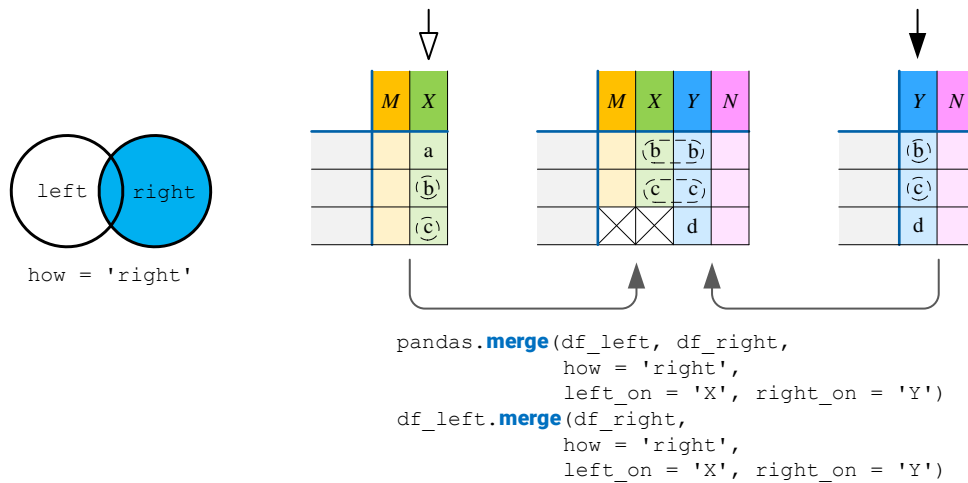 M X
M X Y N
Y N
a
b
c
b b
c c
d
b
c
d
left right
how = 'right'
pandas.merge(df_left, df_right,
how = 'right',
left_on = 'X', right_on = 'Y')
df_left.merge(df_right,
how = 'right',
left_on = 'X', right_on = 'Y')